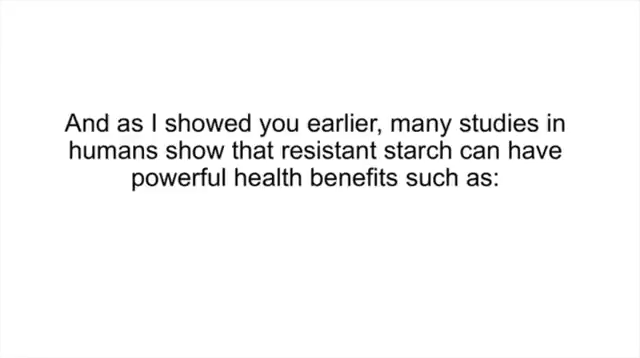 And as I showed you earlier, many studies in
humans show that resistant starch can have
powerful health benefits such as: